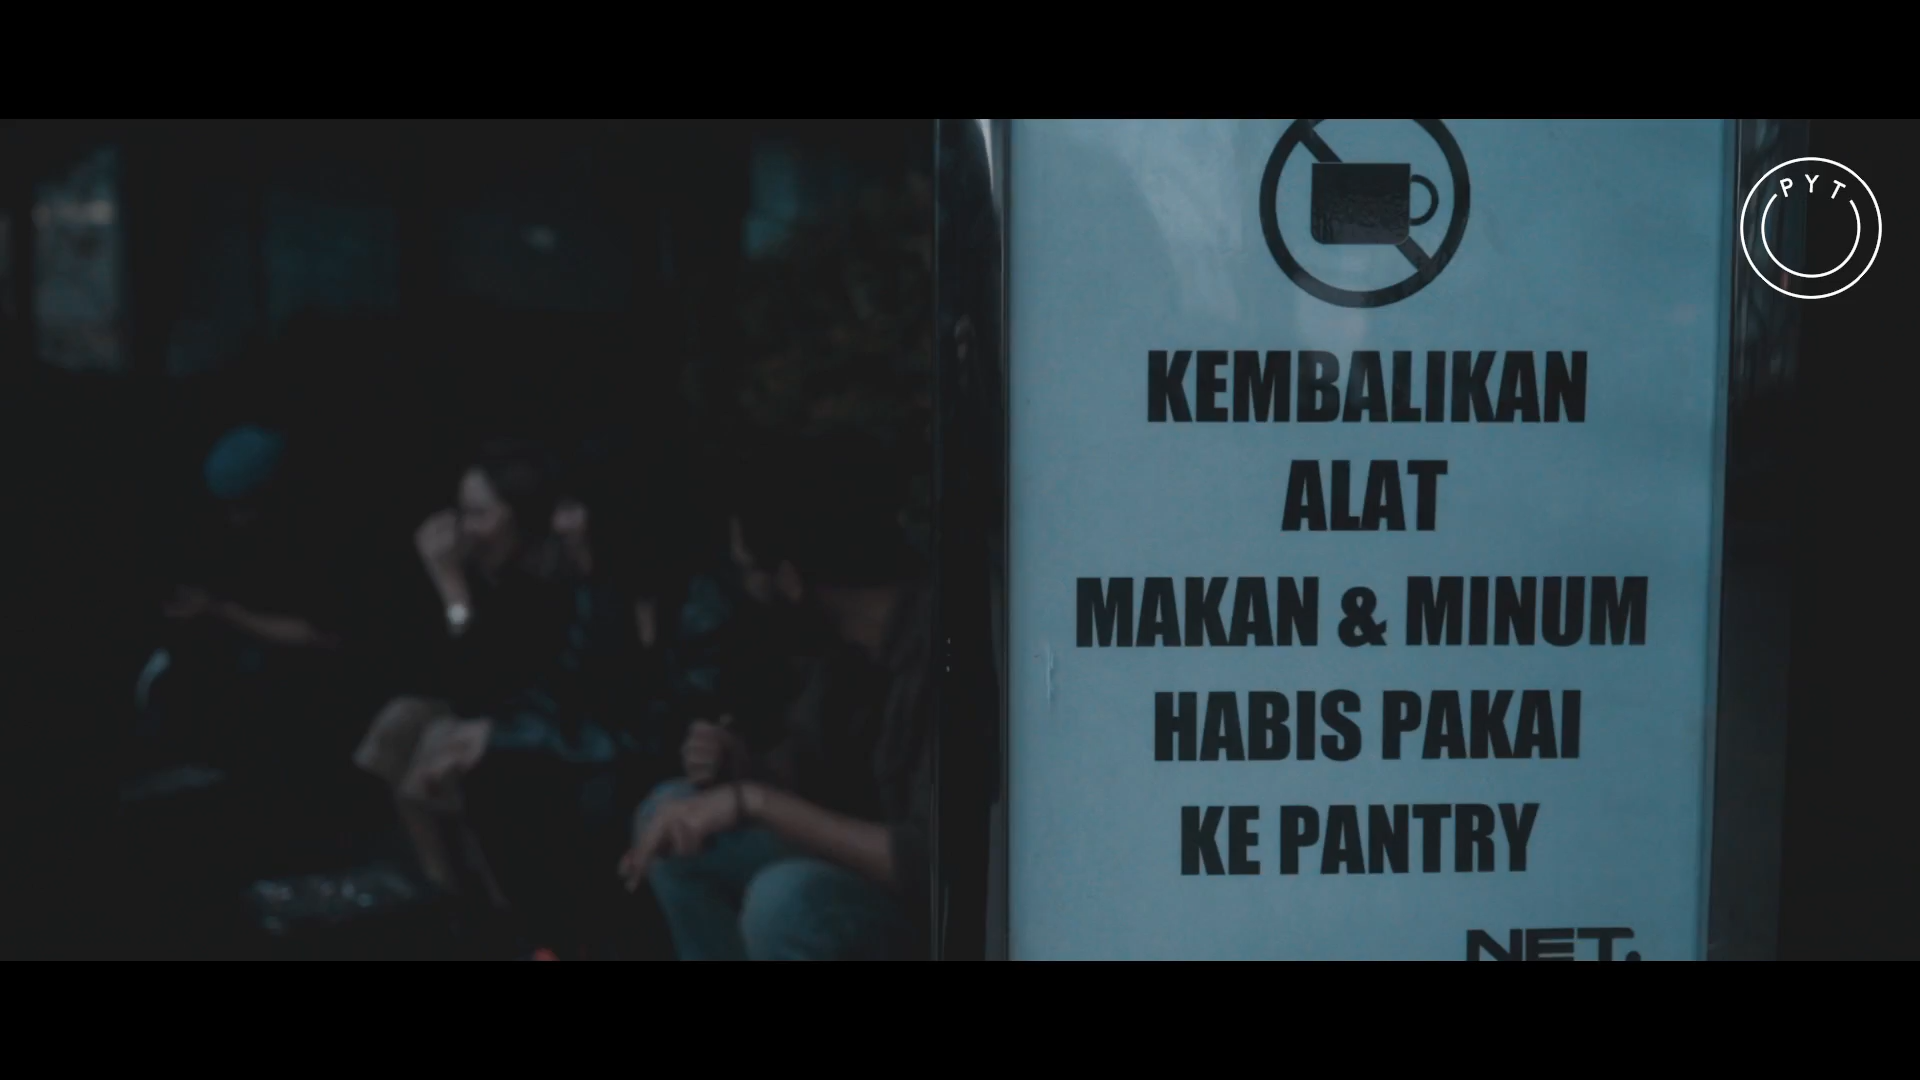 PYT
KEMBALIKAN
ALAT
MAKAN & MINUM
HABIS PAKAI
KE PANTRY
NET.